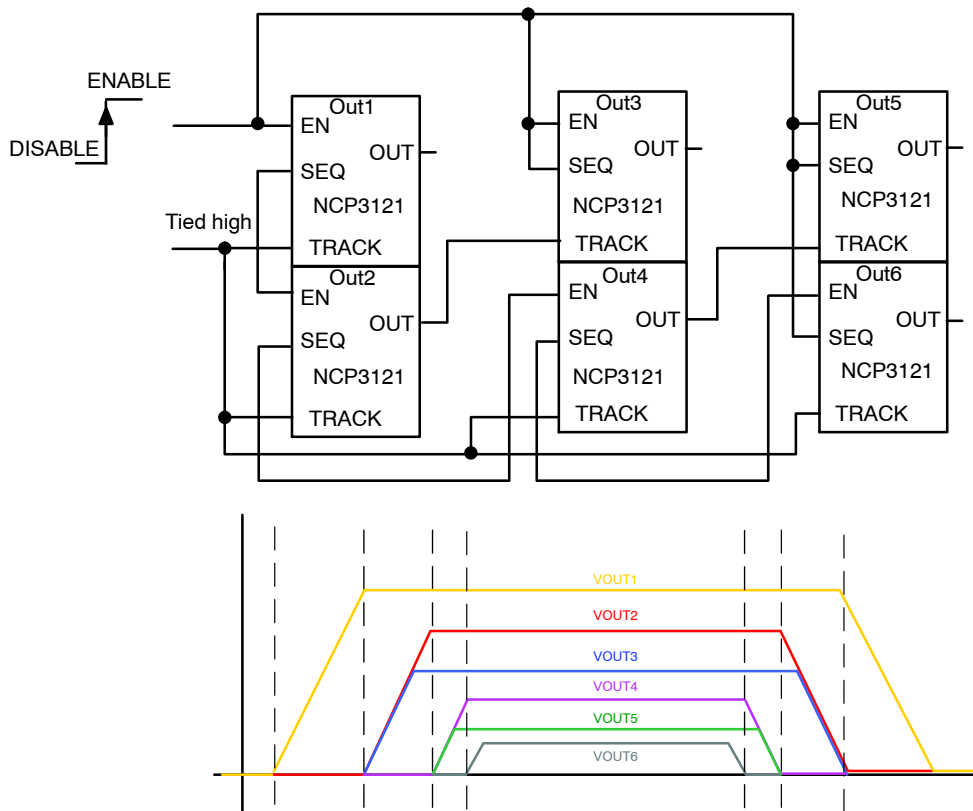 ENABLE
DISABLE
Tied high
Out1
EN
OUT
SEQ
NCP3121
TRACK
Out2
EN
OUT
SEQ
NCP3121
TRACK
Out3
EN
OUT
SEQ
NCP3121
TRACK
Out4
EN
OUT
SEQ
NCP3121
TRACK
Out5
EN
OUT
SEQ
NCP3121
TRACK
Out6
EN
OUT
SEQ
NCP3121
TRACK
VOUT1
VOUT2
VOUT3
VOUT4
VOUT5
VOUT6